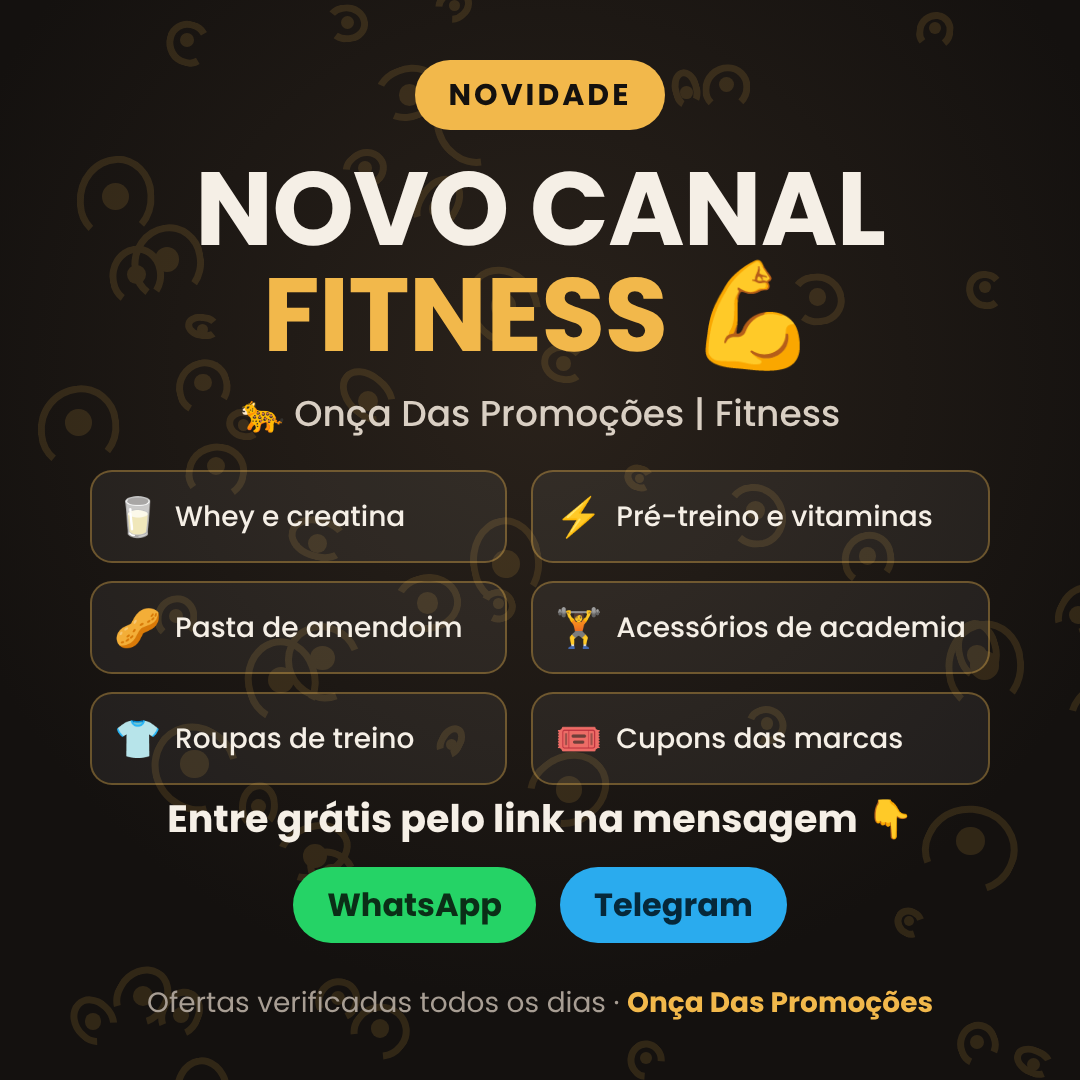 NOVIDADE
NOVO CANAL
FITNESS 💪
🐆 Onça Das Promoções | Fitness
🥛 Whey e creatina
⚡ Pré-treino e vitaminas
🥜 Pasta de amendoim
🏋️ Acessórios de academia
👕 Roupas de treino
🎟️ Cupons das marcas
Entre grátis pelo link na mensagem 👇
WhatsApp
Telegram
Ofertas verificadas todos os dias · Onça Das Promoções